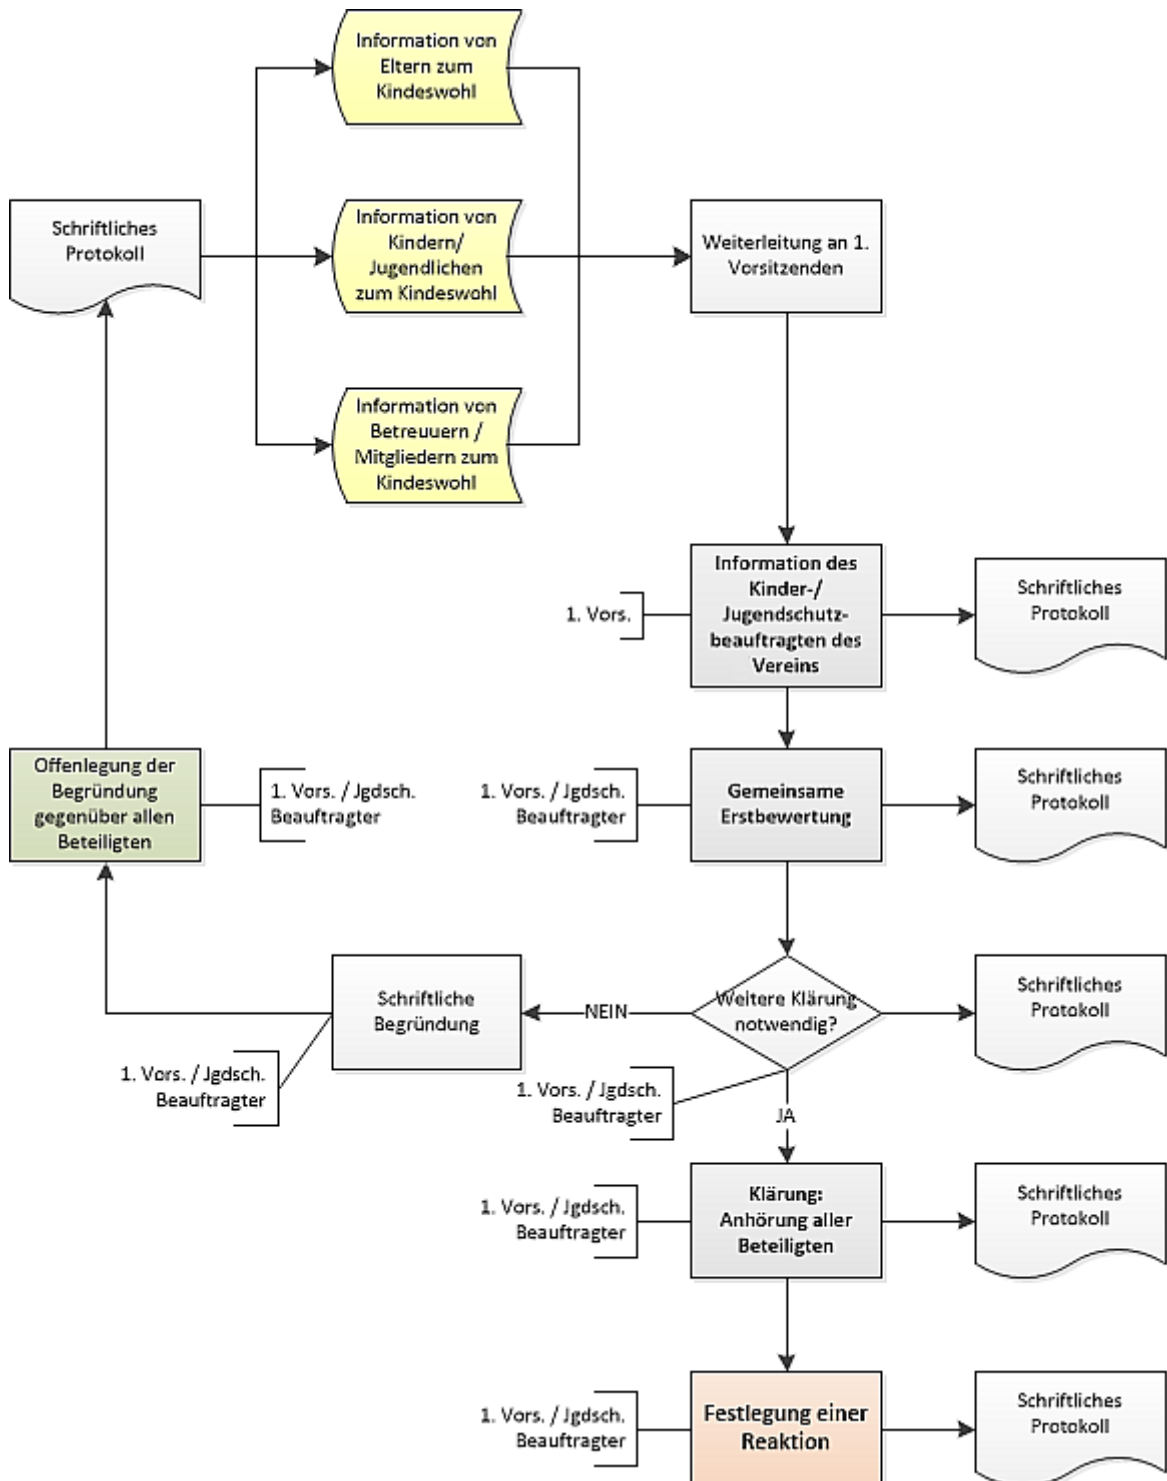 Information von
Eltern zum
Kindeswohl
Schriftliches
Protokoll
Information von
Kindern/
Jugendlichen
zum Kindeswohl
Weiterleitung an 1.
Vorsitzenden
Information von
Betreuuern /
Mitgliedern zum
Kindeswohl
1. Vors.
Information des
Kinder-/
Jugendschutz-
beauftragten des
Vereins
Schriftliches
Protokoll
Offenlegung der
Begründung
gegenüber allen
Beteiligten
1. Vors. / Jgdsch.
Beauftragter
1. Vors. / Jgdsch.
Beauftragter
Gemeinsame
Erstbewertung
Schriftliches
Protokoll
Schriftliche
Begründung
NEIN
Weitere Klärung
notwendig?
Schriftliches
Protokoll
1. Vors. / Jgdsch.
Beauftragter
1. Vors. / Jgdsch.
Beauftragter
JA
1. Vors. / Jgdsch.
Beauftragter
Klärung:
Anhörung aller
Beteiligten
Schriftliches
Protokoll
1. Vors. / Jgdsch.
Beauftragter
Festlegung einer
Reaktion
Schriftliches
Protokoll